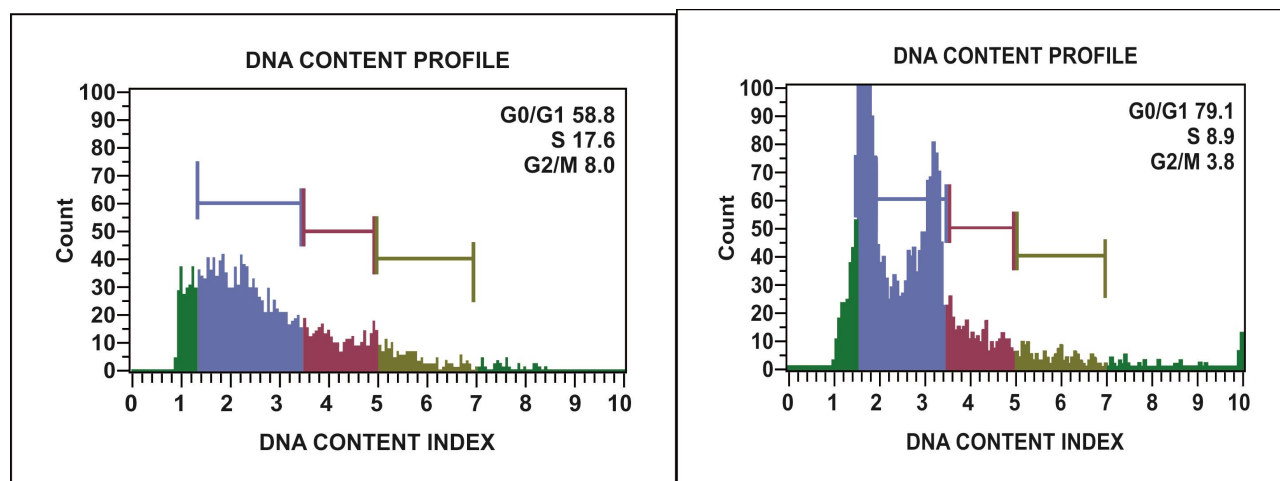 DNA CONTENT PROFILE
G0/G1 58.8
S 17.6
G2/M 8.0
Count
100
90
80
70
60
50
40
30
20
10
0
0 1 2 3 4 5 6 7 8 9 10
DNA CONTENT INDEX
DNA CONTENT PROFILE
G0/G1 79.1
S 8.9
G2/M 3.8
Count
100
90
80
70
60
50
40
30
20
10
0
0 1 2 3 4 5 6 7 8 9 10
DNA CONTENT INDEX